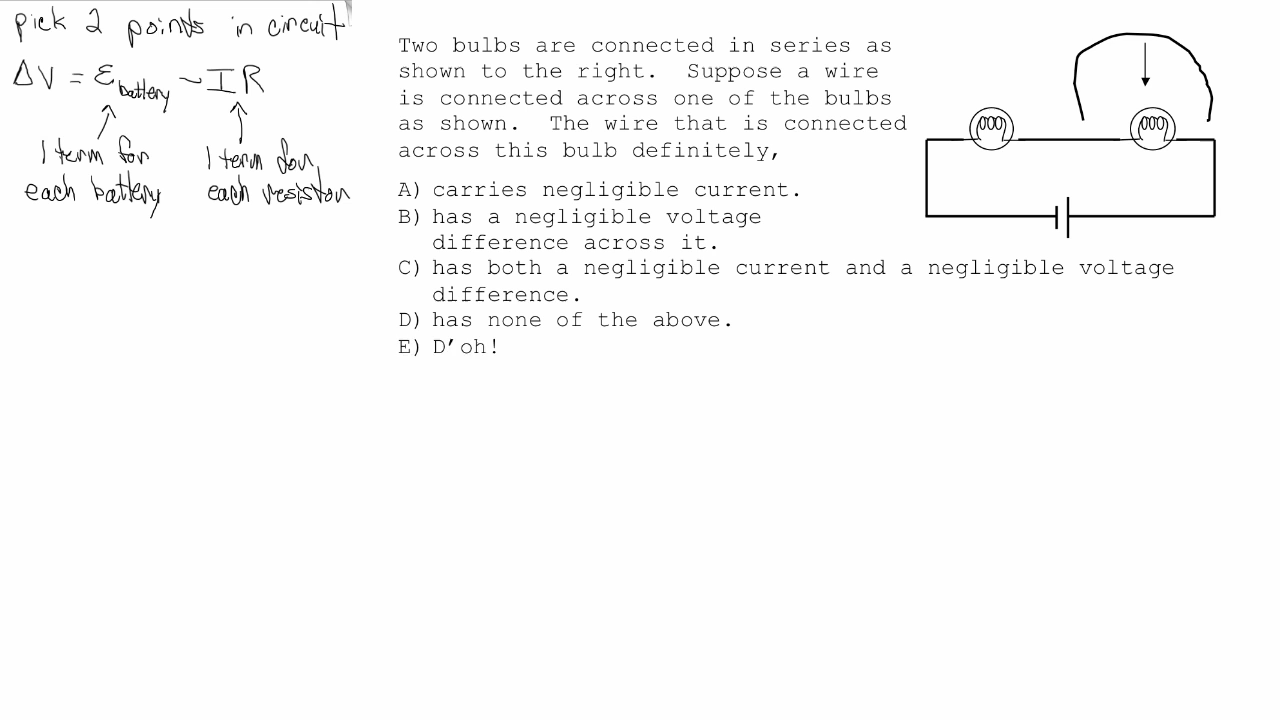 pick 2 points in circuit
ΔV = ε battery - IR
1 term for
each battery
1 term for
each resistor
Two bulbs are connected in series as
shown to the right. Suppose a wire
is connected across one of the bulbs
as shown. The wire that is connected
across this bulb definitely,
A) carries negligible current.
B) has a negligible voltage
difference across it.
C) has both a negligible current and a negligible voltage
difference.
D) has none of the above.
E) D'oh!